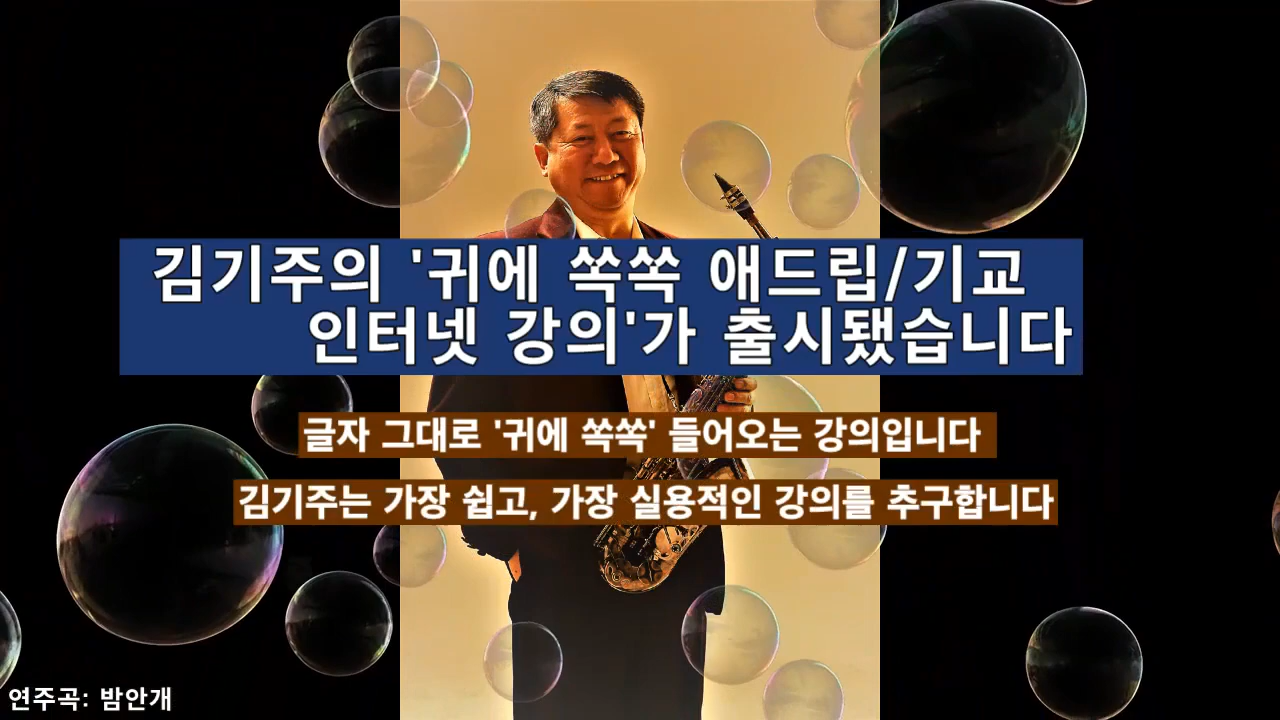 김기주의 '귀에 쏙쏙 애드립/기교
인터넷 강의'가 출시됐습니다
글자 그대로 '귀에 쏙쏙' 들어오는 강의입니다
김기주는 가장 쉽고, 가장 실용적인 강의를 추구합니다
연주곡: 밤안개